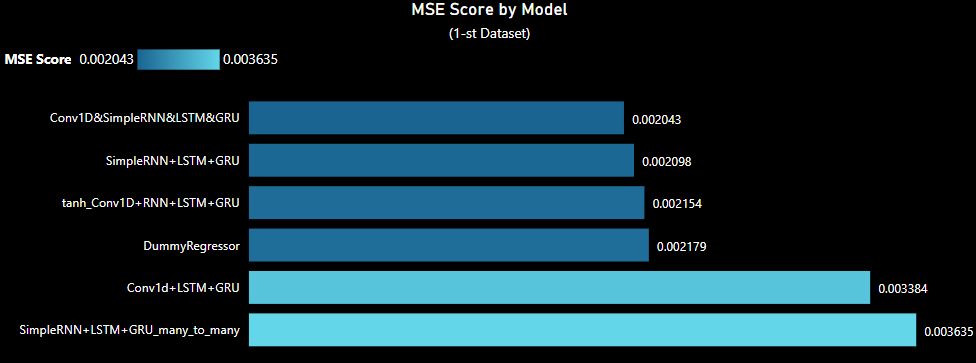 MSE Score by Model
(1-st Dataset)
MSE Score 0.002043 0.003635
Conv1D&SimpleRNN&LSTM&GRU 0.002043
SimpleRNN+LSTM+GRU 0.002098
tanh_Conv1D+RNN+LSTM+GRU 0.002154
DummyRegressor 0.002179
Conv1d+LSTM+GRU 0.003384
SimpleRNN+LSTM+GRU_many_to_many 0.003635